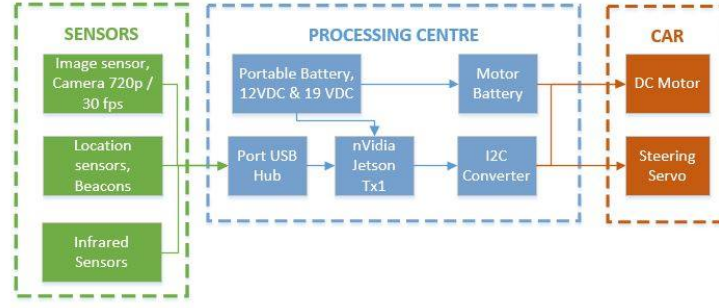 SENSORS
PROCESSING CENTRE
CAR
Image sensor,
Camera 720p /
30 fps
Portable Battery,
12VDC & 19 VDC
Motor
Battery
DC Motor
Location
sensors,
Beacons
Port USB
Hub
nVidia
Jetson
Tx1
I2C
Converter
Steering
Servo
Infrared
Sensors